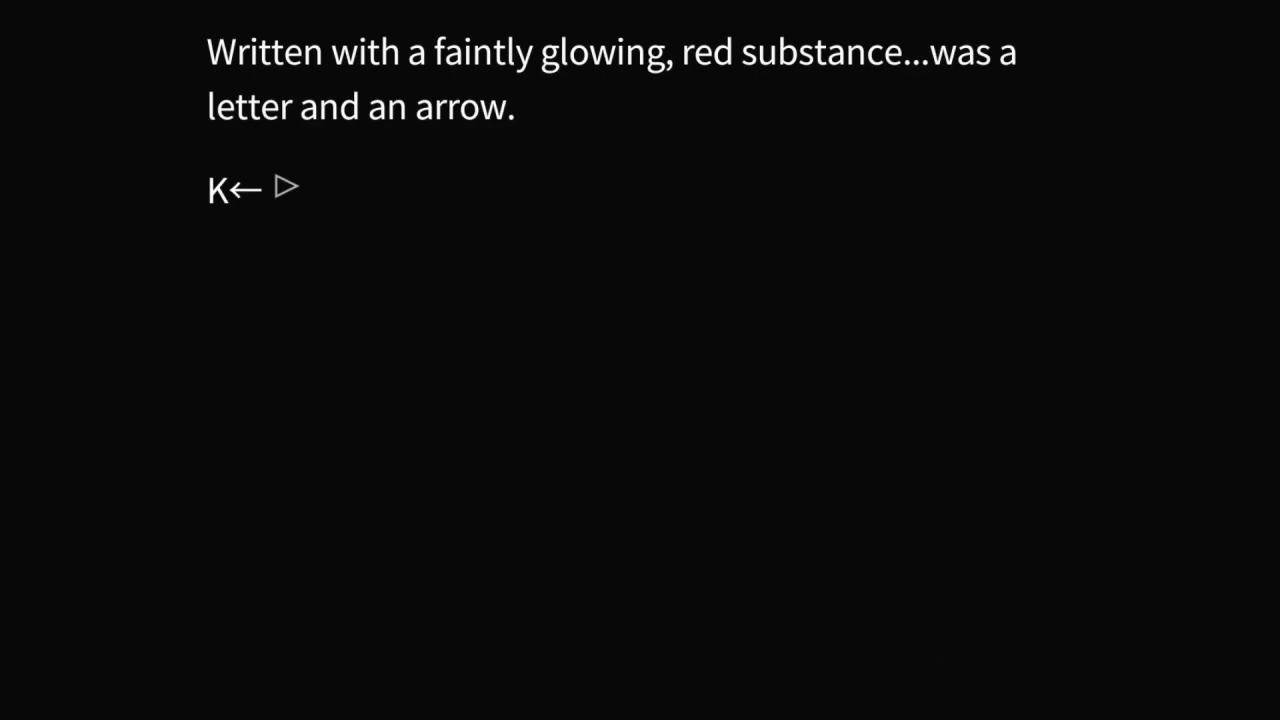 Written with a faintly glowing, red substance...was a
letter and an arrow.
K← ▷